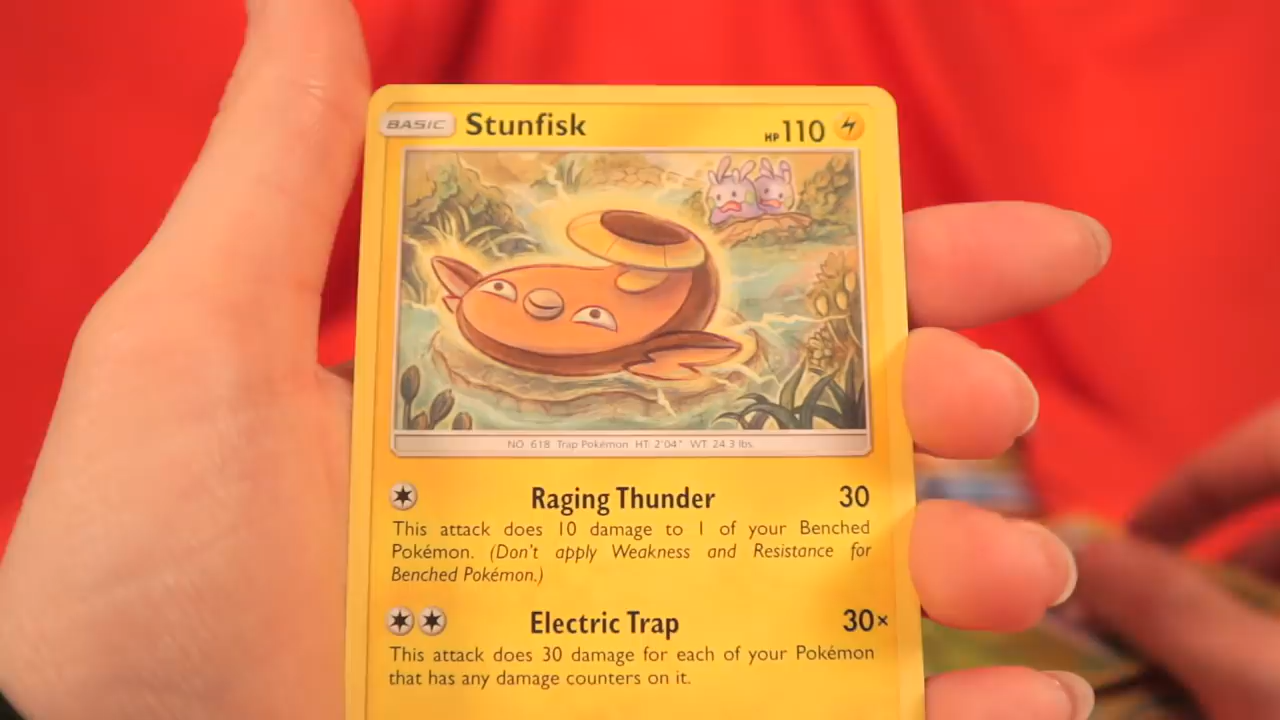 BASIC Stunfisk HP 110
NO. 618 Trap Pokémon HT: 2'04" WT: 24.3 lbs.
Raging Thunder 30
This attack does 10 damage to 1 of your Benched
Pokémon. (Don't apply Weakness and Resistance for
Benched Pokémon.)
Electric Trap 30×
This attack does 30 damage for each of your Pokémon
that has any damage counters on it.